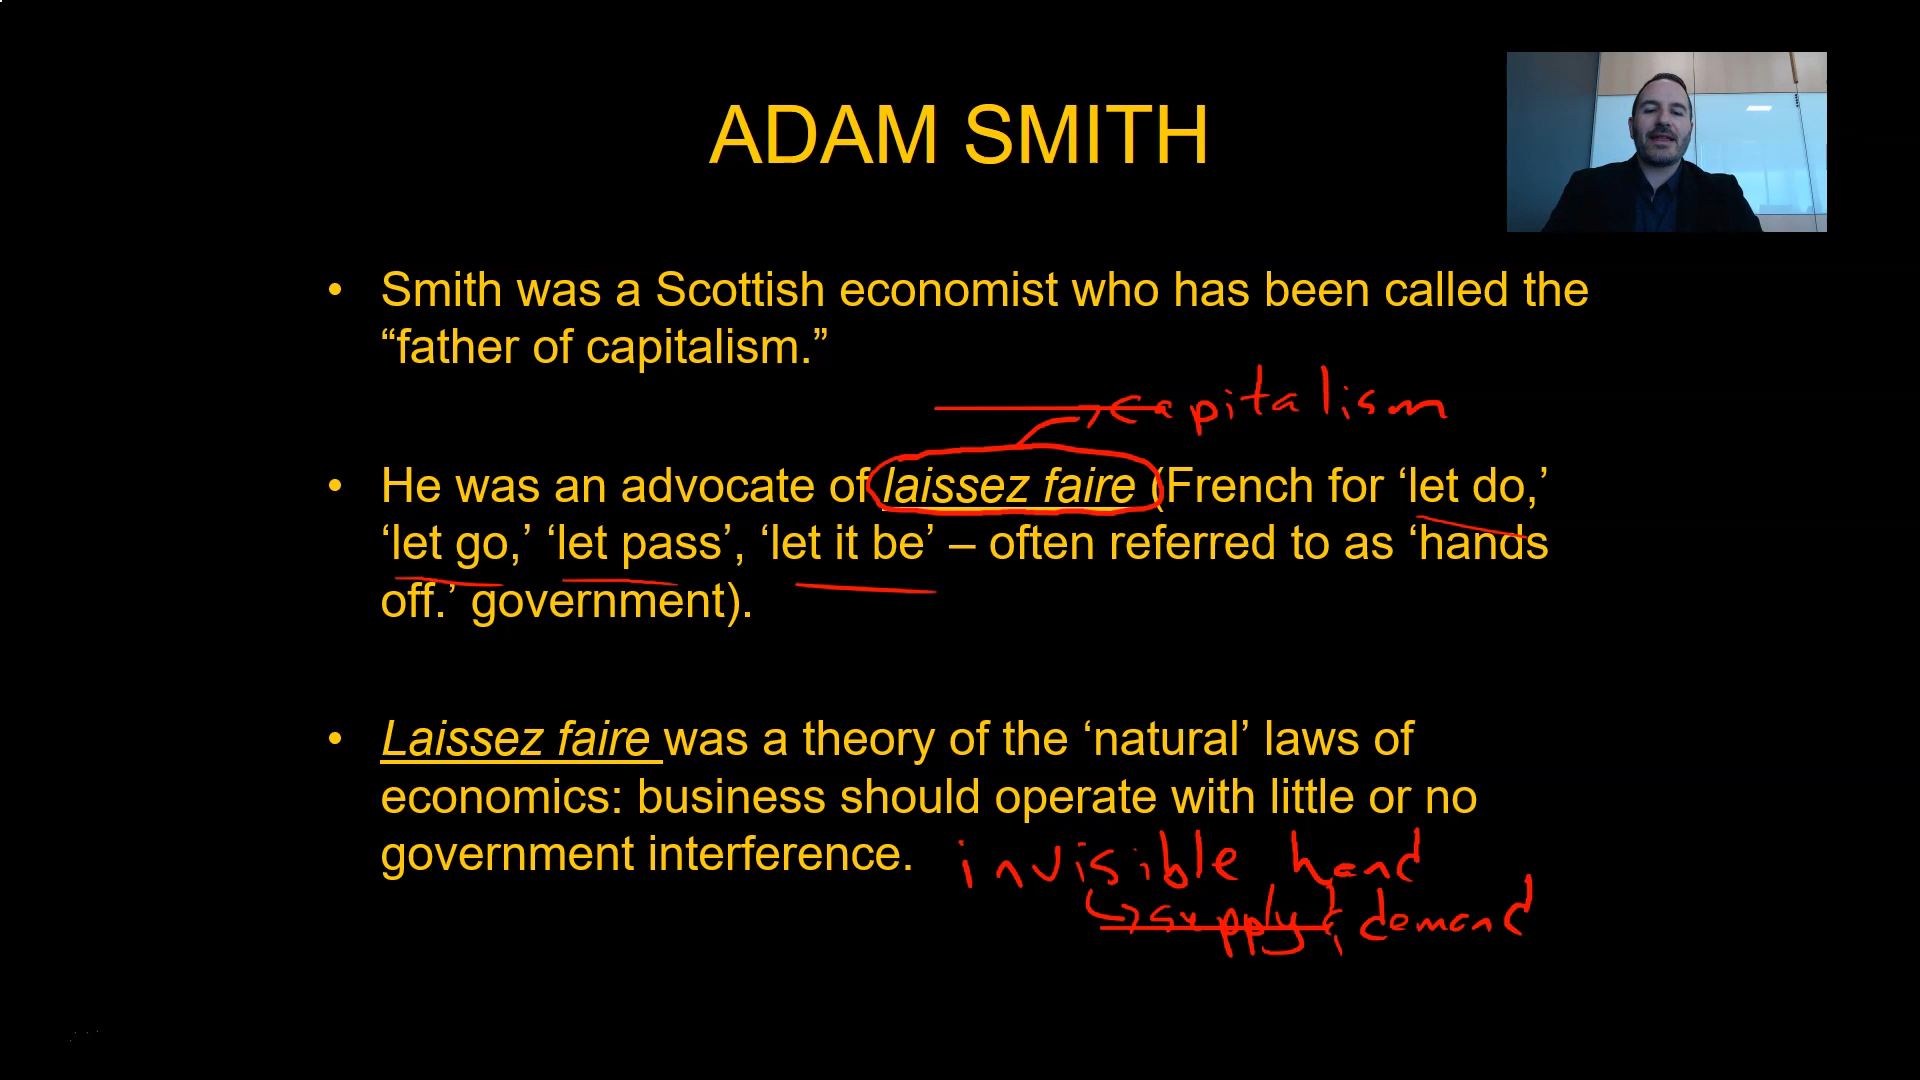 ADAM SMITH
• Smith was a Scottish economist who has been called the
“father of capitalism.”
capitalism
• He was an advocate of laissez faire (French for ‘let do,’
‘let go,’ ‘let pass’, ‘let it be’ – often referred to as ‘hands
off.’ government).
• Laissez faire was a theory of the ‘natural’ laws of
economics: business should operate with little or no
government interference. invisible hand
supply & demand